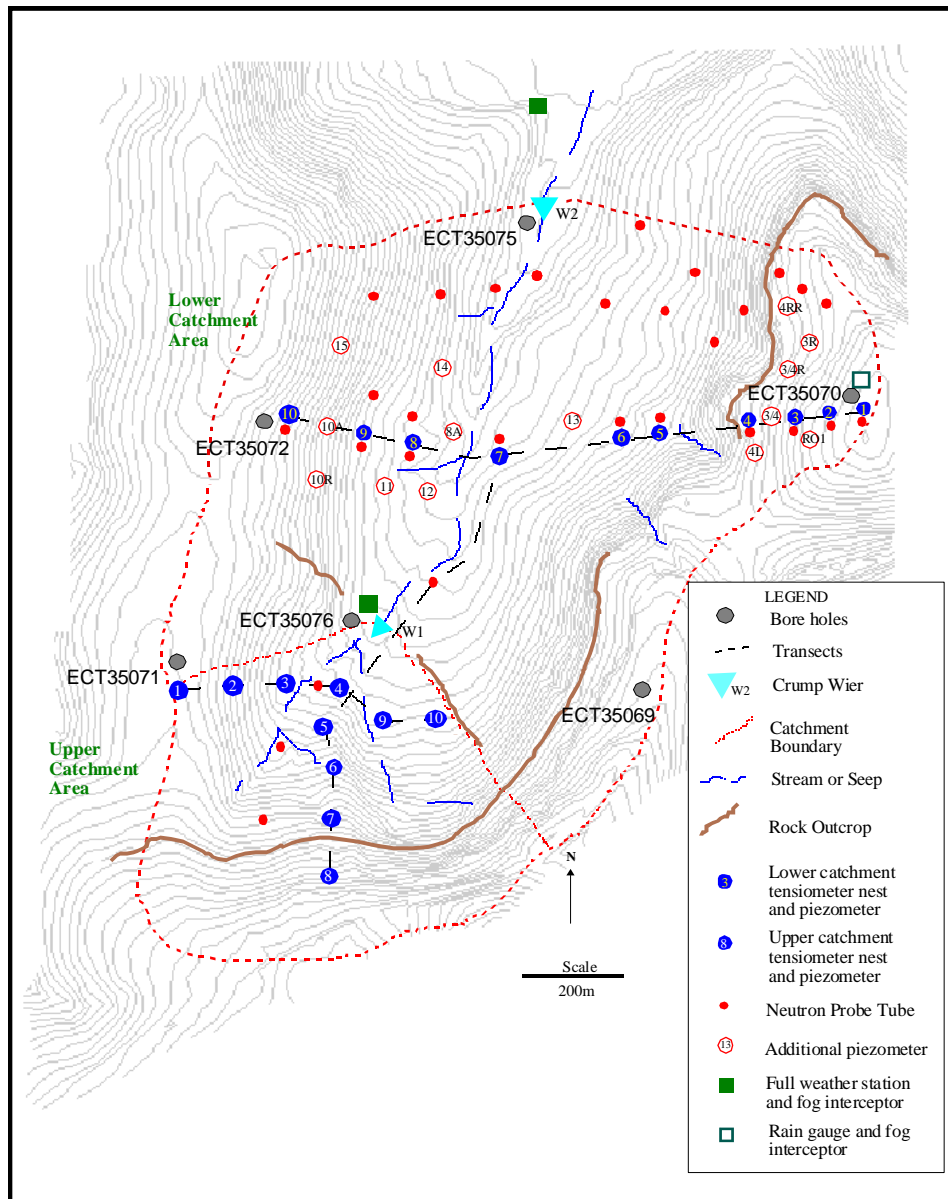 W2
ECT35075
Lower
Catchment
Area
4RR
15
3R
14
3/4R
ECT35070
10
10A
9
8
8A
13
6
5
4
3/4
3
2
1
ECT35072
7
4L
RO1
10R
11
12
ECT35076
W1
ECT35071
1
2
3
4
ECT35069
5
9
10
Upper
Catchment
Area
6
7
8
N
Scale
200m
LEGEND
Bore holes
Transects
W2
Crump Wier
Catchment
Boundary
Stream or Seep
Rock Outcrop
3
Lower catchment
tensiometer nest
and piezometer
8
Upper catchment
tensiometer nest
and piezometer
Neutron Probe Tube
13
Additional piezometer
Full weather station
and fog interceptor
Rain gauge and fog
interceptor